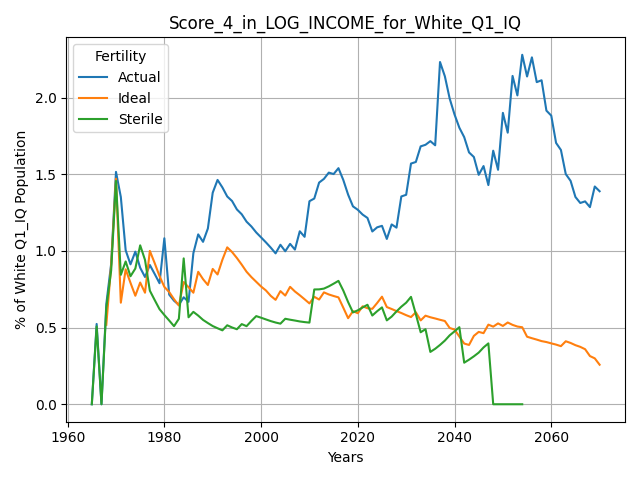 Score_4_in_LOG_INCOME_for_White_Q1_IQ
Fertility
Actual
Ideal
Sterile
% of White Q1_IQ Population
2.0
1.5
1.0
0.5
0.0
1960
1980
2000
2020
2040
2060
Years